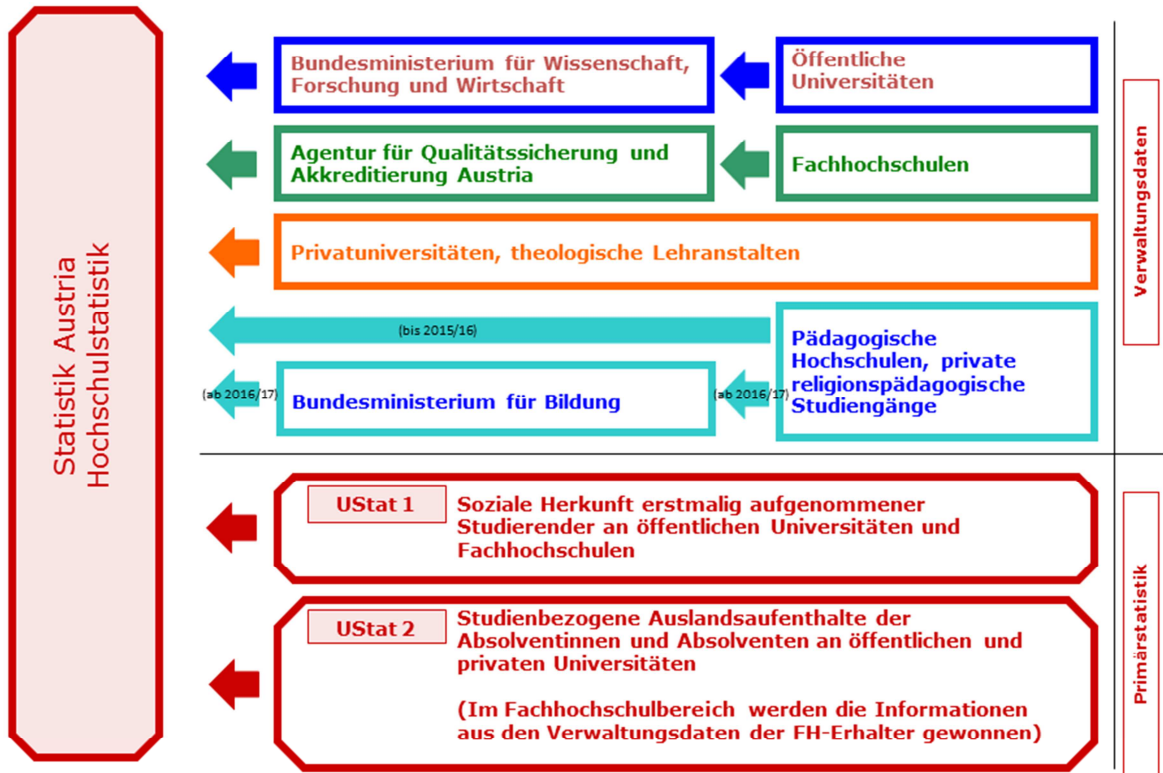 Statistik Austria
Hochschulstatistik
Bundesministerium für Wissenschaft,
Forschung und Wirtschaft
Öffentliche
Universitäten
Agentur für Qualitätssicherung und
Akkreditierung Austria
Fachhochschulen
Privatuniversitäten, theologische Lehranstalten
(bis 2015/16)
Pädagogische
Hochschulen, private
religionspädagogische
Studiengänge
(ab 2016/17)
Bundesministerium für Bildung
(ab 2016/17)
Verwaltungsdaten
UStat 1
Soziale Herkunft erstmalig aufgenommener
Studierender an öffentlichen Universitäten und
Fachhochschulen
UStat 2
Studienbezogene Auslandsaufenthalte der
Absolventinnen und Absolventen an öffentlichen und
privaten Universitäten
(Im Fachhochschulbereich werden die Informationen
aus den Verwaltungsdaten der FH-Erhalter gewonnen)
Primärstatistik